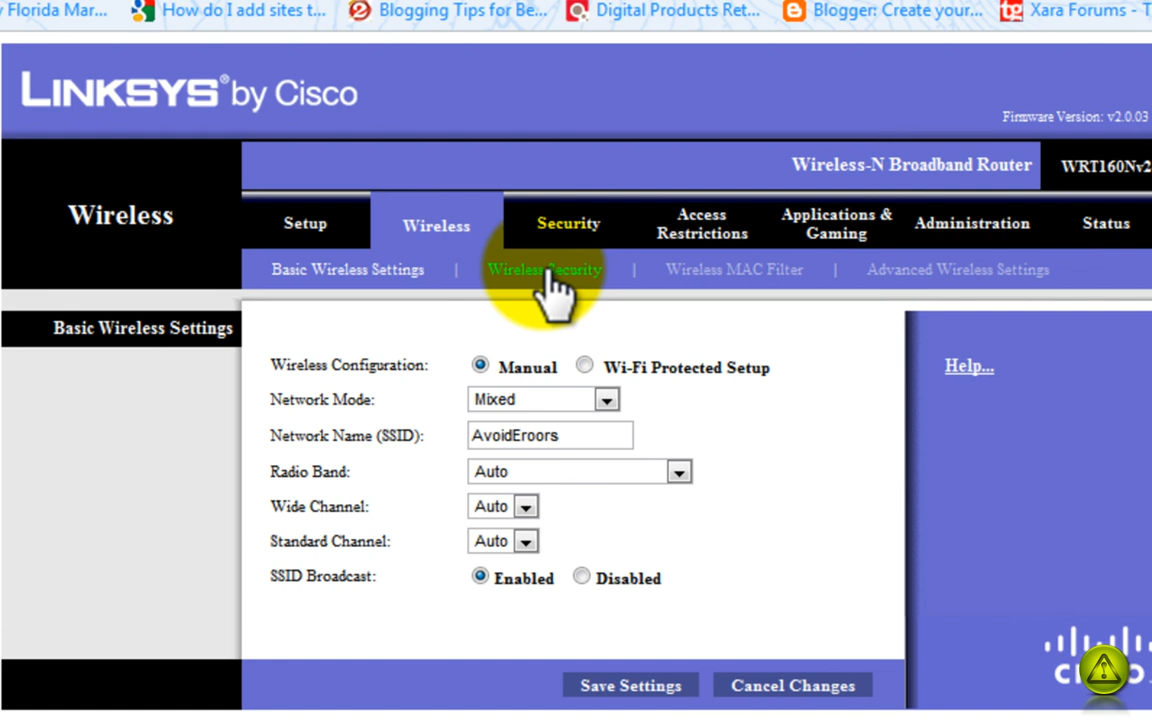 Florida Mar... How do I add sites t... Blogging Tips for Be... Digital Products Ret... Blogger: Create your... tg Xara Forums - T
LINKSYS® by Cisco
Firmware Version: v2.0.03
Wireless-N Broadband Router WRT160Nv2
Wireless
Setup Wireless Security Access Restrictions Applications & Gaming Administration Status
Basic Wireless Settings | Wireless Security | Wireless MAC Filter | Advanced Wireless Settings
Basic Wireless Settings
Wireless Configuration: Manual Wi-Fi Protected Setup
Help...
Network Mode: Mixed
Network Name (SSID): AvoidEroors
Radio Band: Auto
Wide Channel: Auto
Standard Channel: Auto
SSID Broadcast: Enabled Disabled
Save Settings Cancel Changes